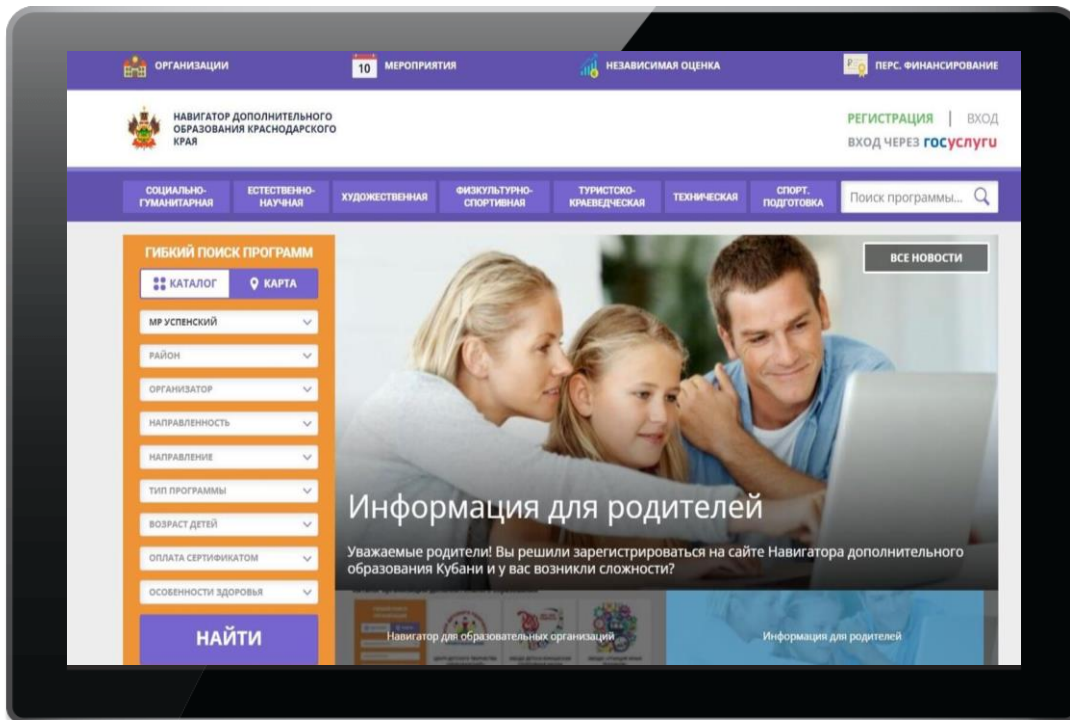 ОРГАНИЗАЦИИ
10 МЕРОПРИЯТИЯ
НЕЗАВИСИМАЯ ОЦЕНКА
ПЕРС. ФИНАНСИРОВАНИЕ
НАВИГАТОР ДОПОЛНИТЕЛЬНОГО
ОБРАЗОВАНИЯ КРАСНОДАРСКОГО
КРАЯ
РЕГИСТРАЦИЯ | ВХОД
ВХОД ЧЕРЕЗ госуслуги
СОЦИАЛЬНО-
ГУМАНИТАРНАЯ
ЕСТЕСТВЕННО-
НАУЧНАЯ
ХУДОЖЕСТВЕННАЯ
ФИЗКУЛЬТУРНО-
СПОРТИВНАЯ
ТУРИСТСКО-
КРАЕВЕДЧЕСКАЯ
ТЕХНИЧЕСКАЯ
СПОРТ.
ПОДГОТОВКА
Поиск программы...
ГИБКИЙ ПОИСК ПРОГРАММ
КАТАЛОГ
КАРТА
МР УСПЕНСКИЙ
РАЙОН
ОРГАНИЗАТОР
НАПРАВЛЕННОСТЬ
НАПРАВЛЕНИЕ
ТИП ПРОГРАММЫ
ВОЗРАСТ ДЕТЕЙ
ОПЛАТА СЕРТИФИКАТОМ
ОСОБЕННОСТИ ЗДОРОВЬЯ
НАЙТИ
ВСЕ НОВОСТИ
Информация для родителей
Уважаемые родители! Вы решили зарегистрироваться на сайте Навигатора дополнительного
образования Кубани и у вас возникли сложности?
Навигатор для образовательных организаций
Информация для родителей